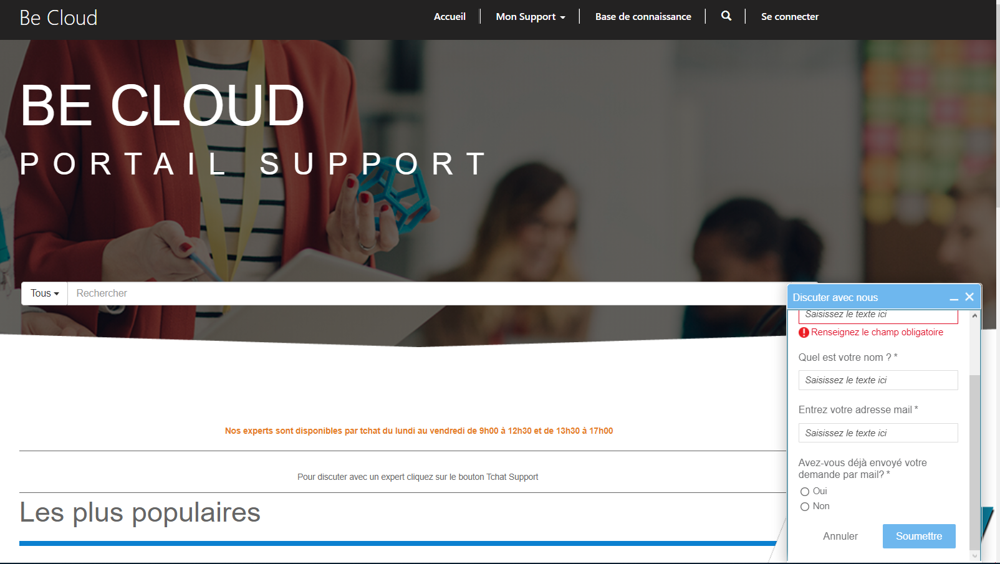 Be Cloud
Accueil
Mon Support
Base de connaissance
Se connecter
BE CLOUD
PORTAIL SUPPORT
Tous
Rechercher
Nos experts sont disponibles par tchat du lundi au vendredi de 9h00 à 12h30 et de 13h30 à 17h00
Pour discuter avec un expert cliquez sur le bouton Tchat Support
Les plus populaires
Discuter avec nous
Saisissez le texte ici
Renseignez le champ obligatoire
Quel est votre nom ? *
Saisissez le texte ici
Entrez votre adresse mail *
Saisissez le texte ici
Avez-vous déjà envoyé votre
demande par mail? *
Oui
Non
Annuler
Soumettre